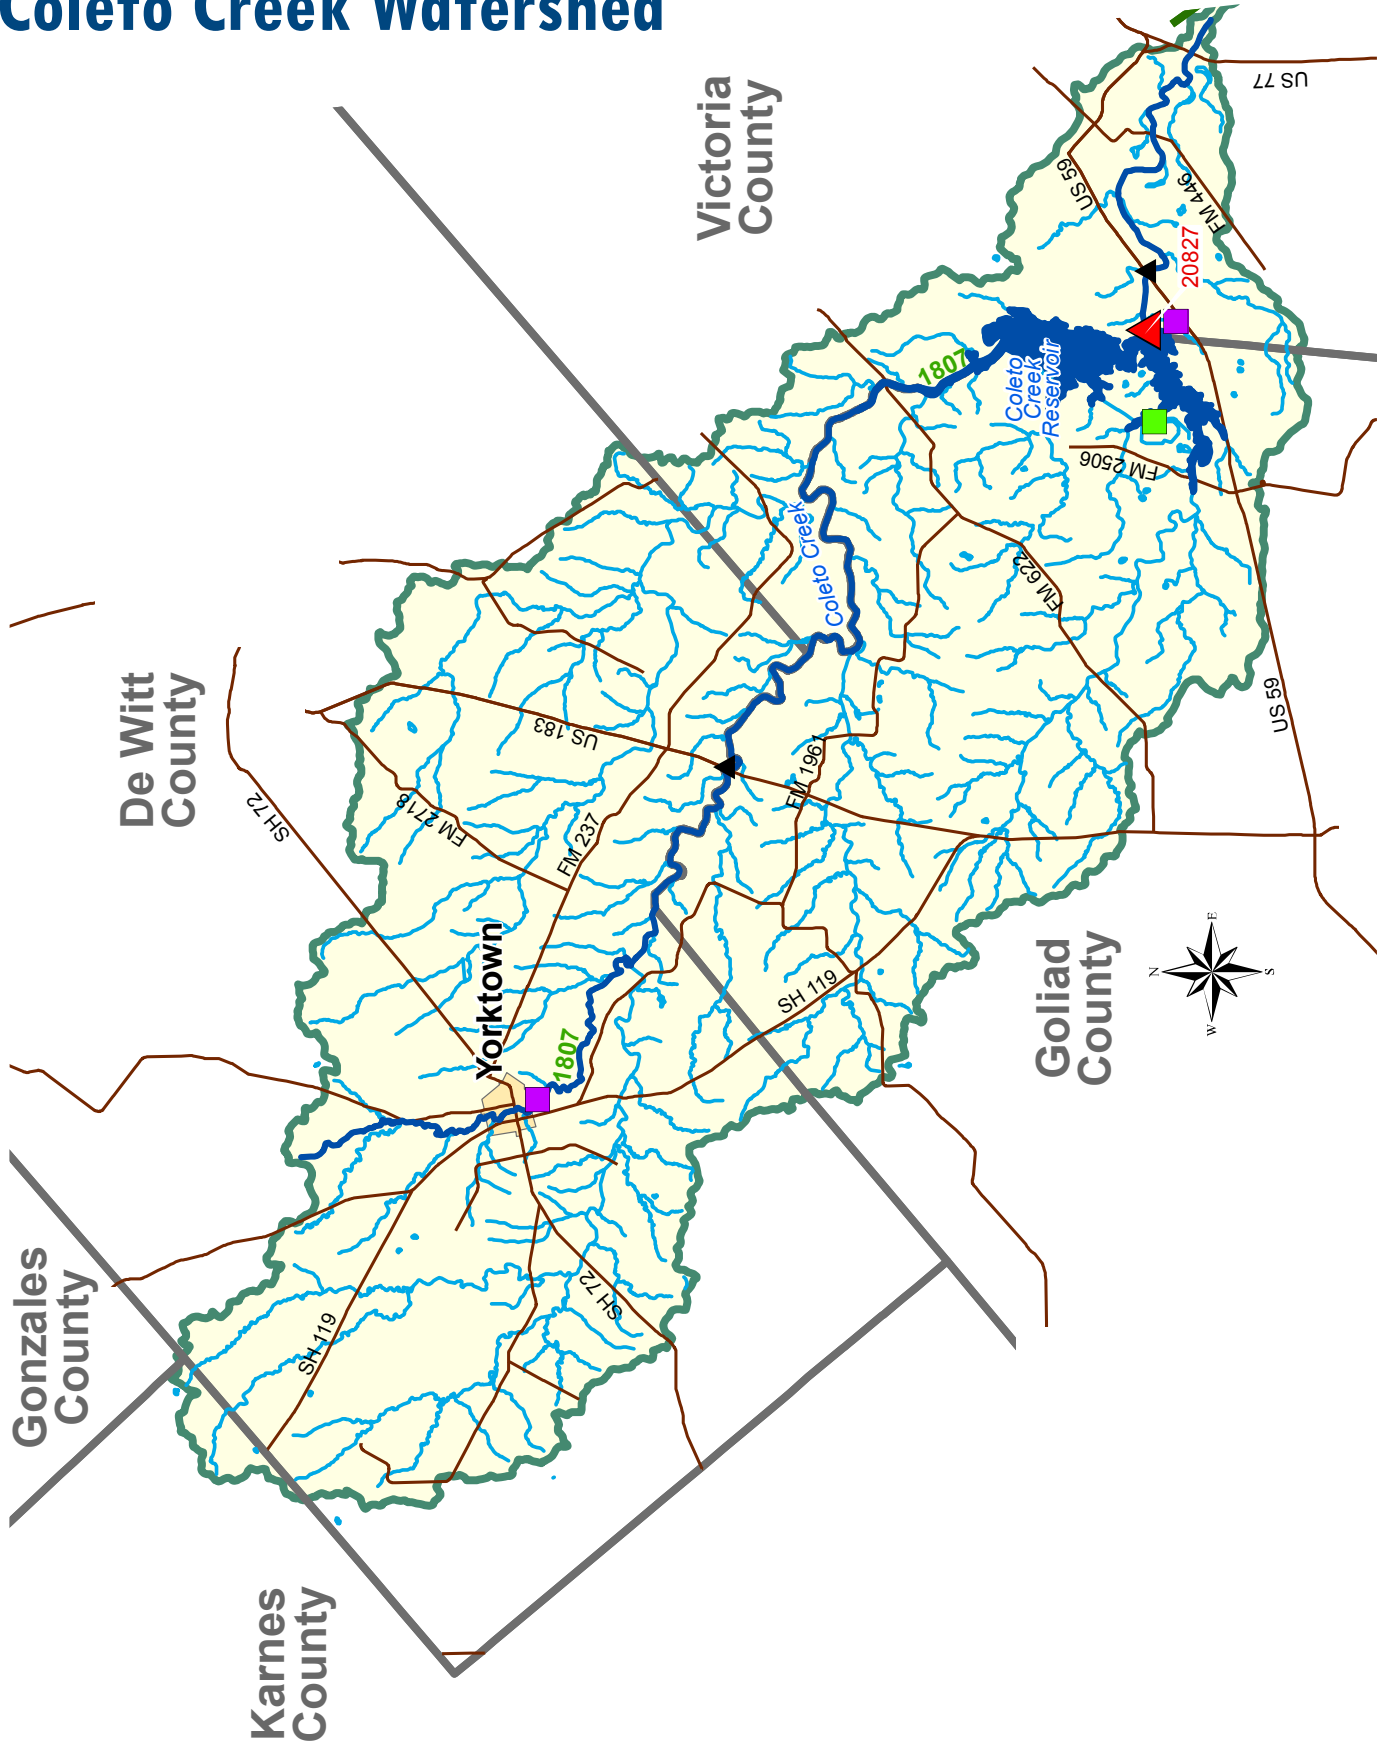 Coleto Creek Watershed
Gonzales
County
Karnes
County
De Witt
County
Victoria
County
Goliad
County
US 77
US 59
FM 446
20827
1807
Coleto
Creek
Reservoir
FM 2506
Coleto Creek
FM 622
US 59
US 183
FM 1961
SH 72
FM 2718
FM 237
Yorktown
1807
SH 119
SH 72
SH 119
N
E
S
W